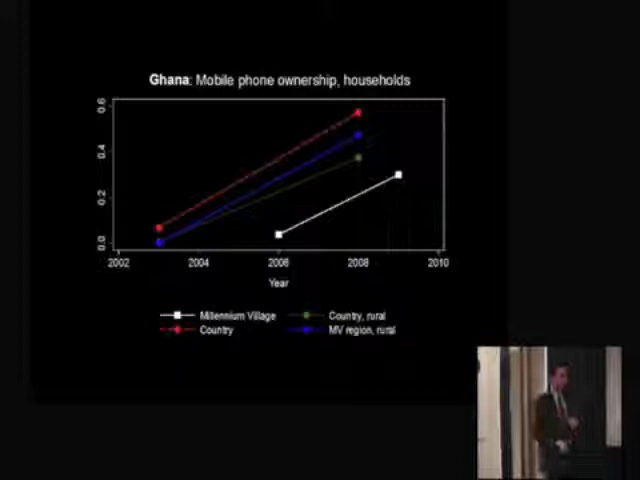 Ghana: Mobile phone ownership, households
0.6
0.4
0.2
0.0
2002 2004 2006 2008 2010
Year
Millennium Village Country, rural
Country MV region, rural